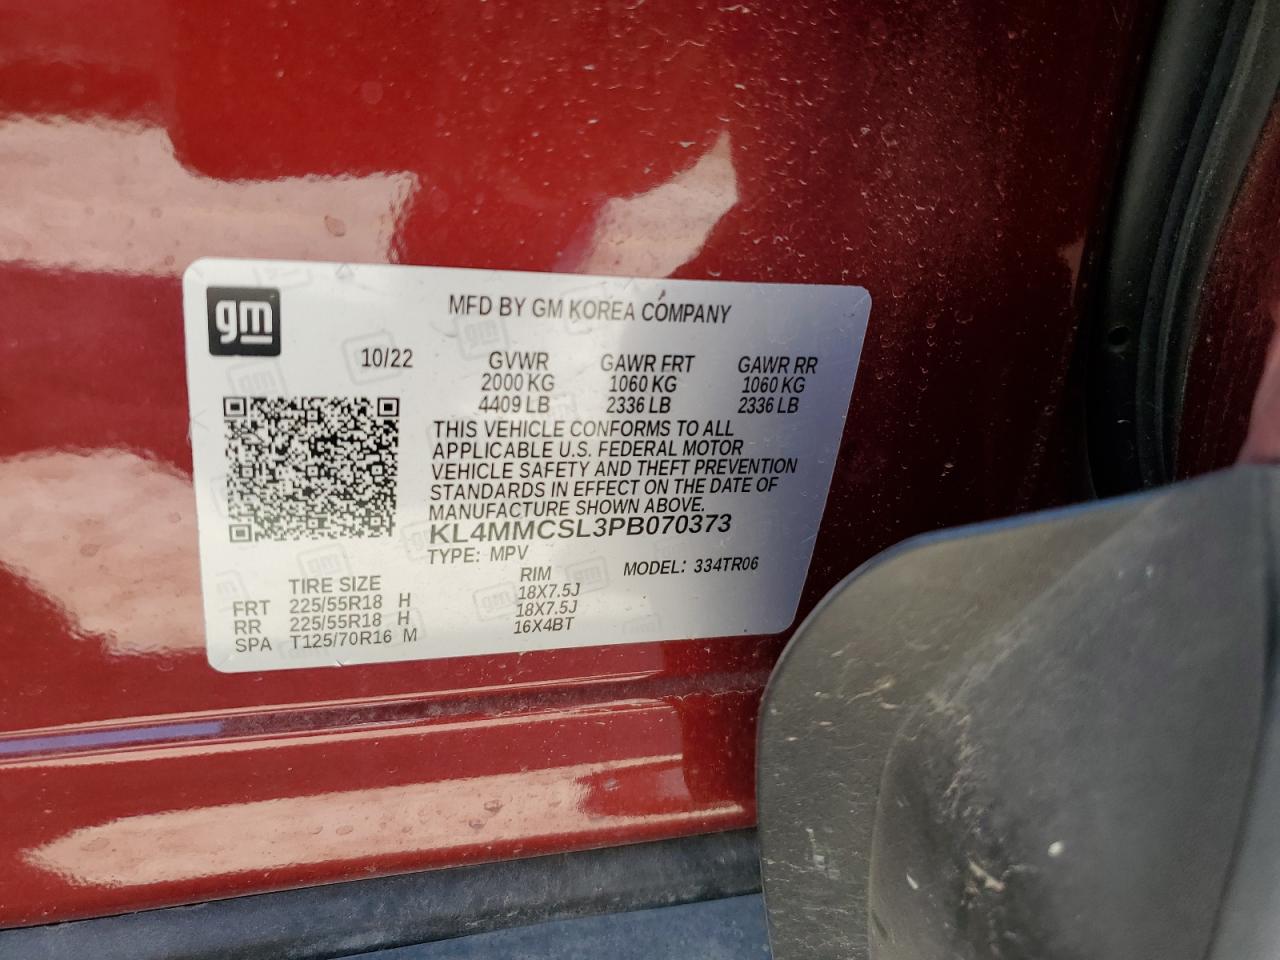 gm
MFD BY GM KOREA COMPANY
10/22 GVWR GAWR FRT GAWR RR
2000 KG 1060 KG 1060 KG
4409 LB 2336 LB 2336 LB
THIS VEHICLE CONFORMS TO ALL
APPLICABLE U.S. FEDERAL MOTOR
VEHICLE SAFETY AND THEFT PREVENTION
STANDARDS IN EFFECT ON THE DATE OF
MANUFACTURE SHOWN ABOVE.
KL4MMCSL3PB070373
TYPE: MPV MODEL: 334TR06
TIRE SIZE RIM
FRT 225/55R18 H 18X7.5J
RR 225/55R18 H 18X7.5J
SPA T125/70R16 M 16X4BT